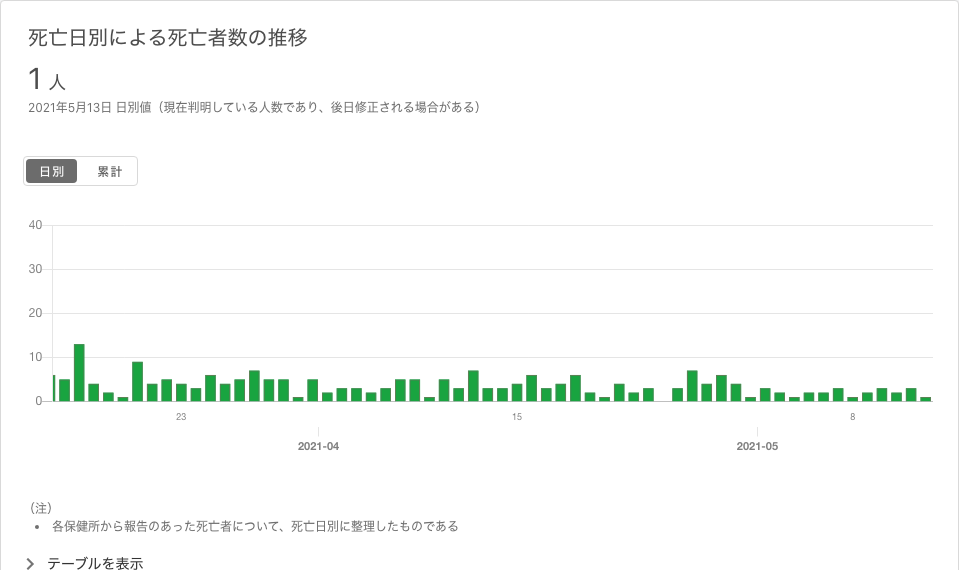 死亡日別による死亡者数の推移
1 人
2021年5月13日 日別値（現在判明している人数であり、後日修正される場合がある）
日別 累計
40
30
20
10
0
23 15 8
2021-04 2021-05
（注）
• 各保健所から報告のあった死亡者について、死亡日別に整理したものである
テーブルを表示